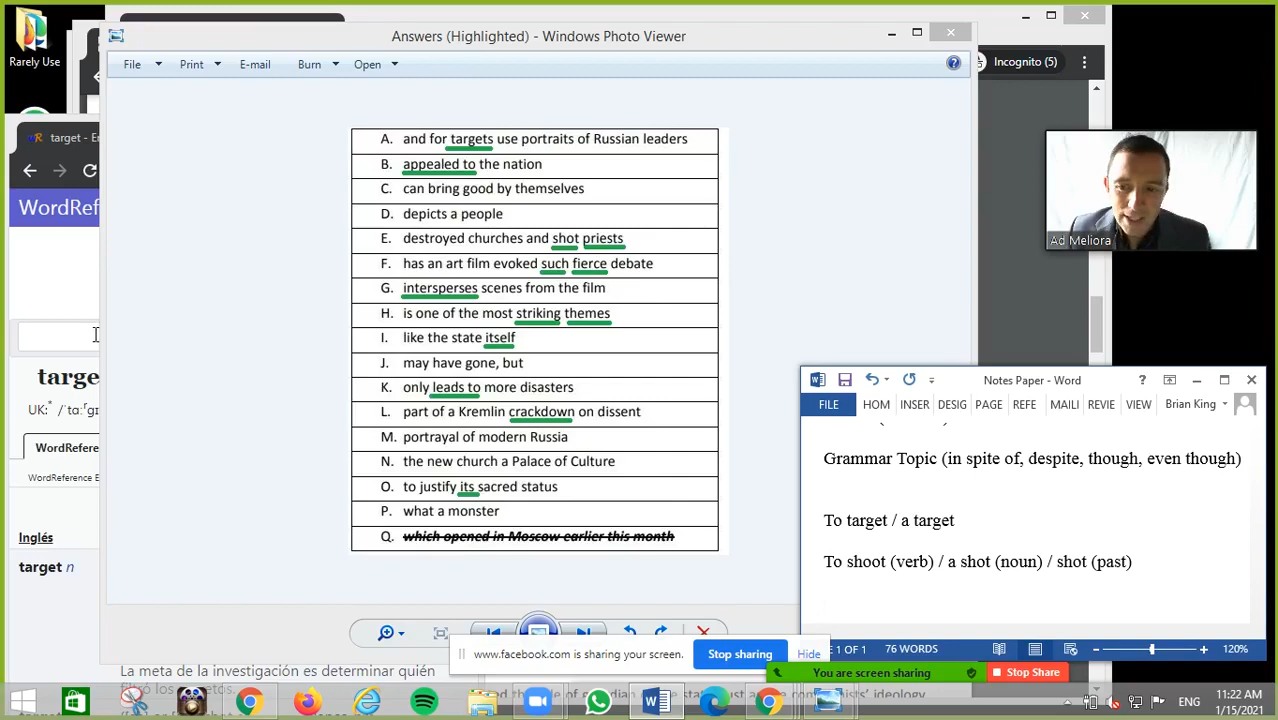 Rarely Use
Answers (Highlighted) - Windows Photo Viewer
File Print E-mail Burn Open
Incognito (5)
target - En
WordRef
targe
UK:* /ˈtɑːʳgɪ
WordRefere
WordReference E
Inglés
target n
A. and for targets use portraits of Russian leaders
B. appealed to the nation
C. can bring good by themselves
D. depicts a people
E. destroyed churches and shot priests
F. has an art film evoked such fierce debate
G. intersperses scenes from the film
H. is one of the most striking themes
I. like the state itself
J. may have gone, but
K. only leads to more disasters
L. part of a Kremlin crackdown on dissent
M. portrayal of modern Russia
N. the new church a Palace of Culture
O. to justify its sacred status
P. what a monster
Q. which opened in Moscow earlier this month
Ad Meliora
Notes Paper - Word
FILE HOM INSER DESIG PAGE REFE MAILI REVIE VIEW Brian King
Grammar Topic (in spite of, despite, though, even though)
To target / a target
To shoot (verb) / a shot (noun) / shot (past)
1 OF 1 76 WORDS 120%
www.facebook.com is sharing your screen. Stop sharing Hide
You are screen sharing Stop Share
La meta de la investigación es determinar quién
ENG
11:22 AM
1/15/2021